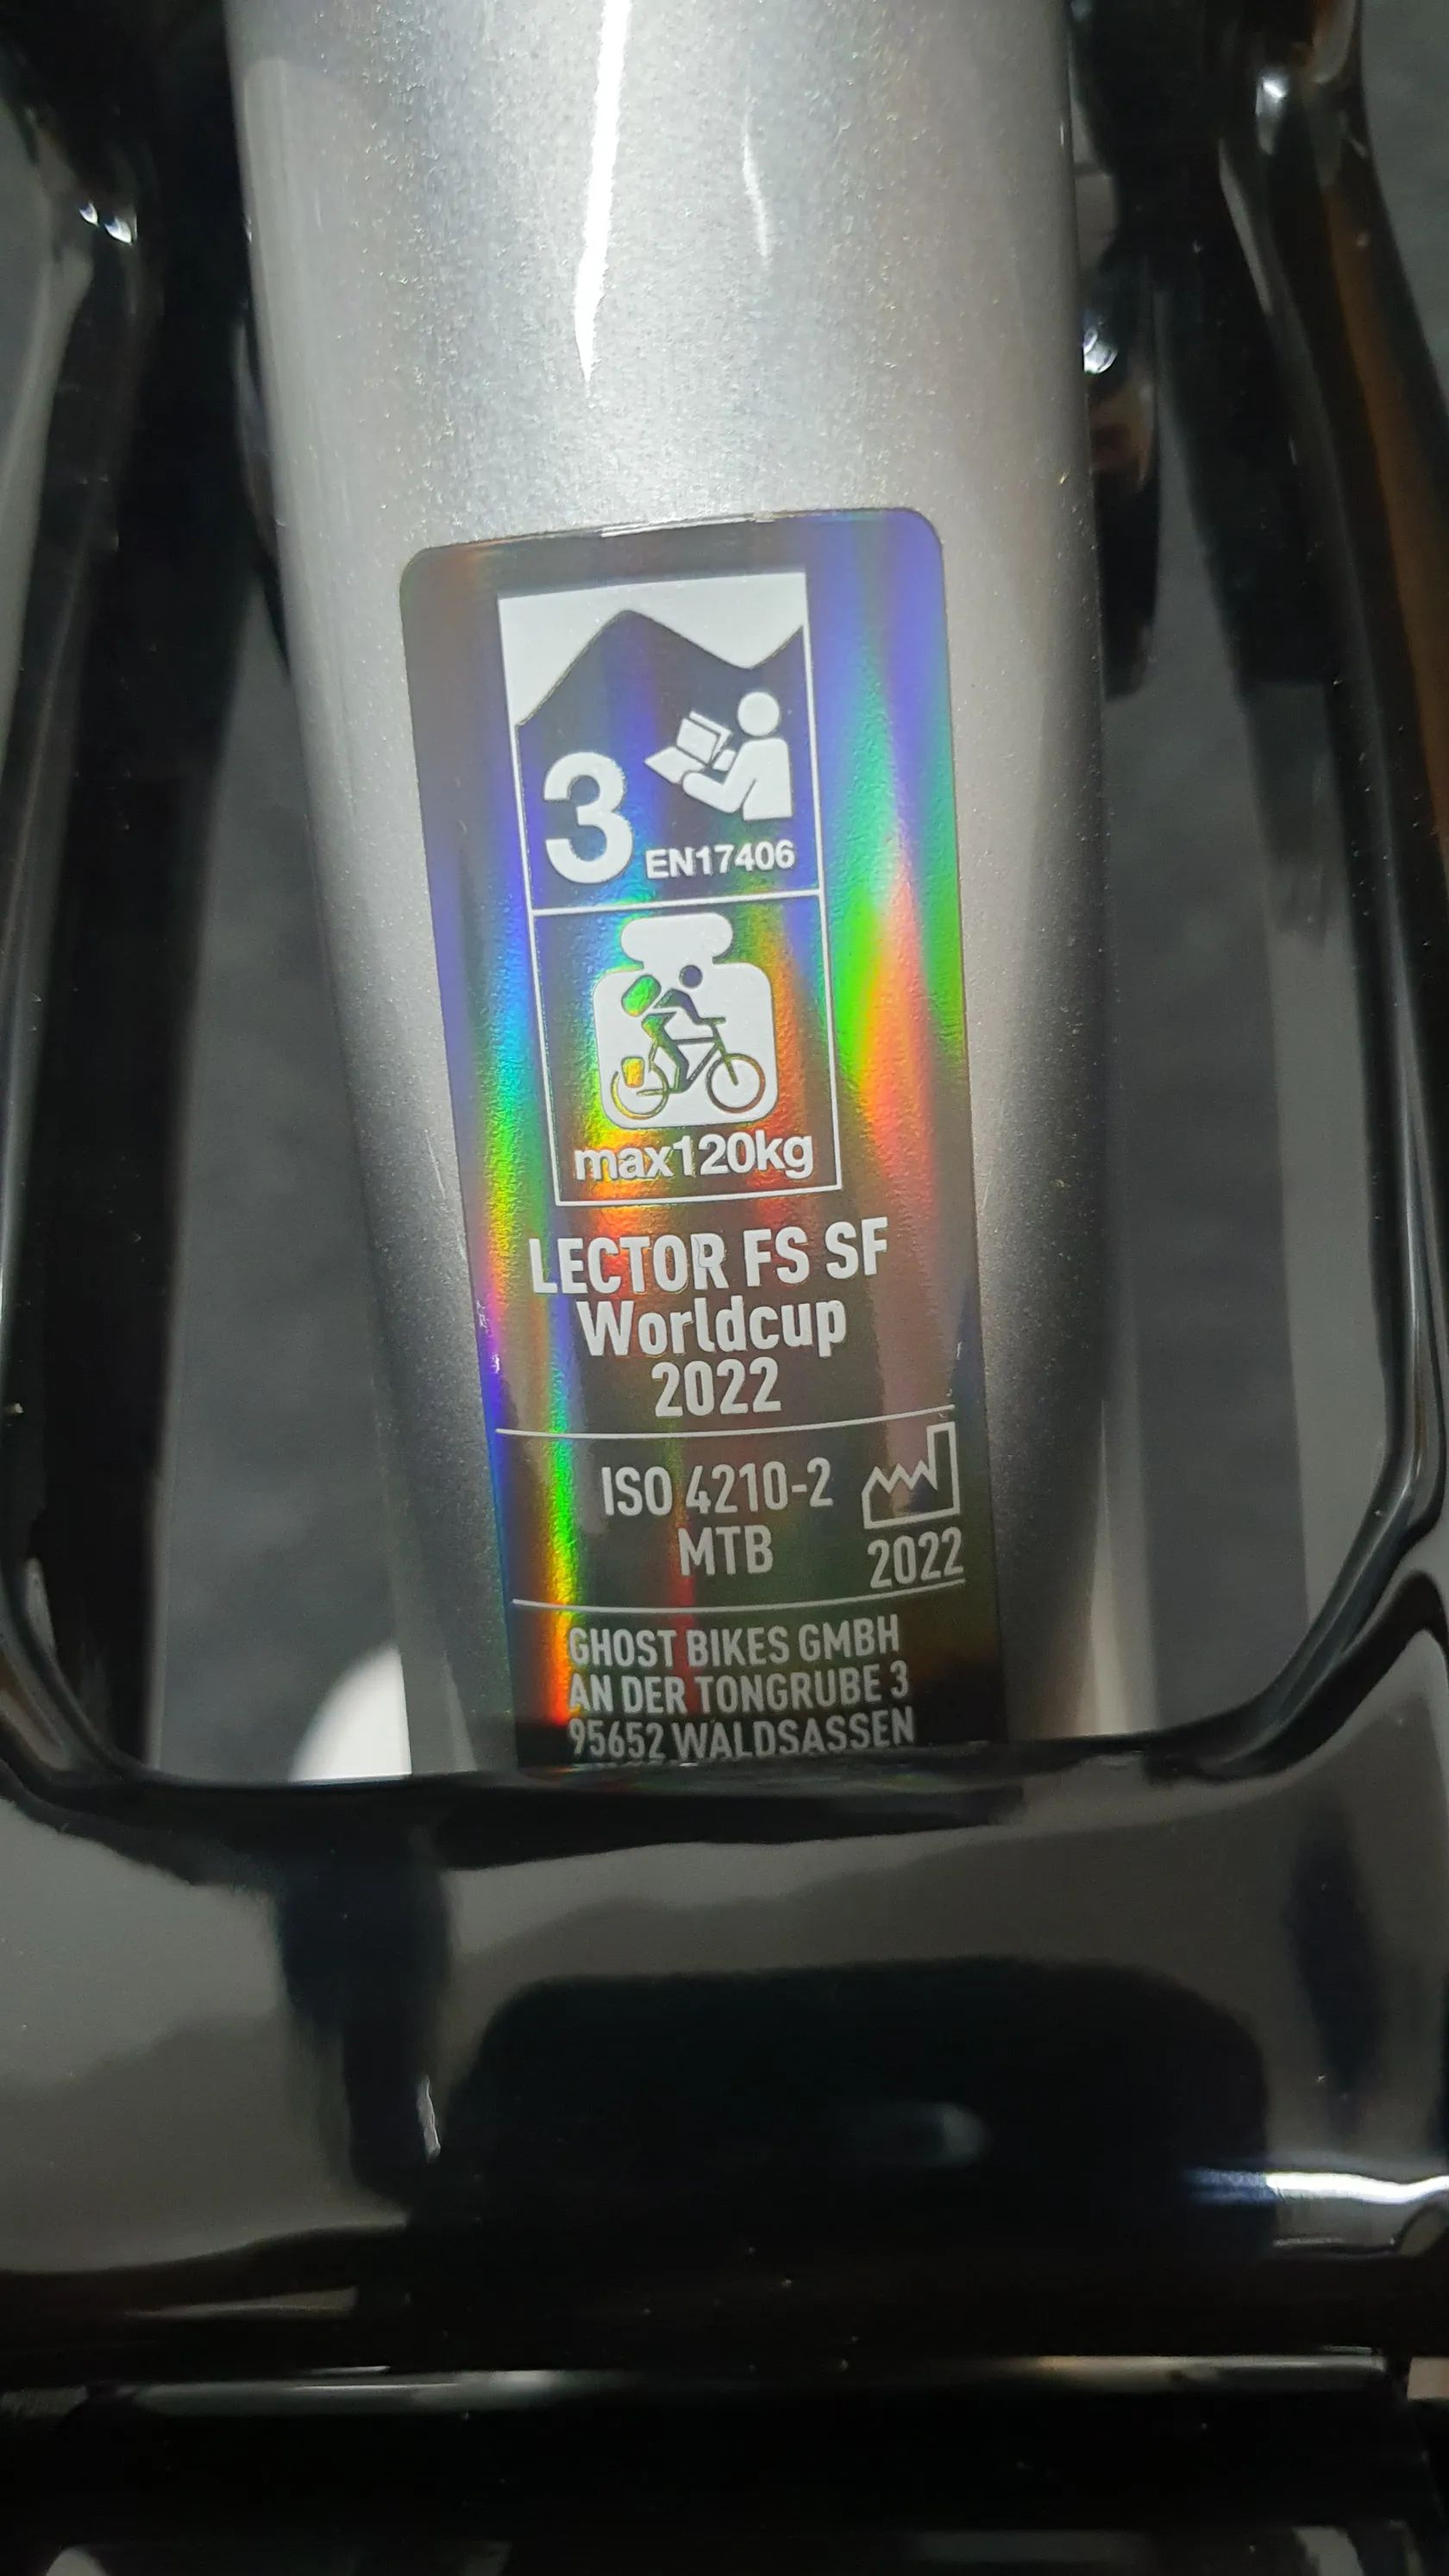 3 EN17406
max120kg
LECTOR FS SF
Worldcup
2022
ISO 4210-2
MTB
2022
GHOST BIKES GMBH
AN DER TONGRUBE 3
95652 WALDSASSEN